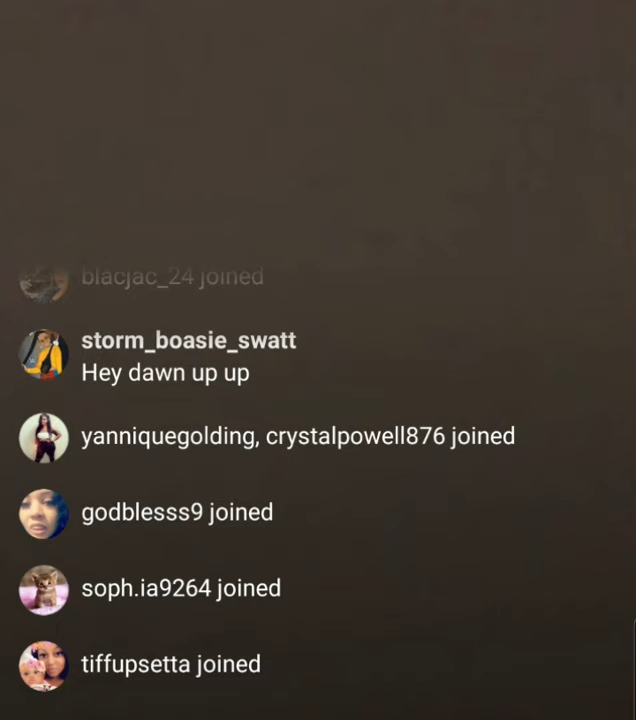 blacjac_24 joined
storm_boasie_swatt
Hey dawn up up
yanniquegolding, crystalpowell876 joined
godblesss9 joined
soph.ia9264 joined
tiffupsetta joined